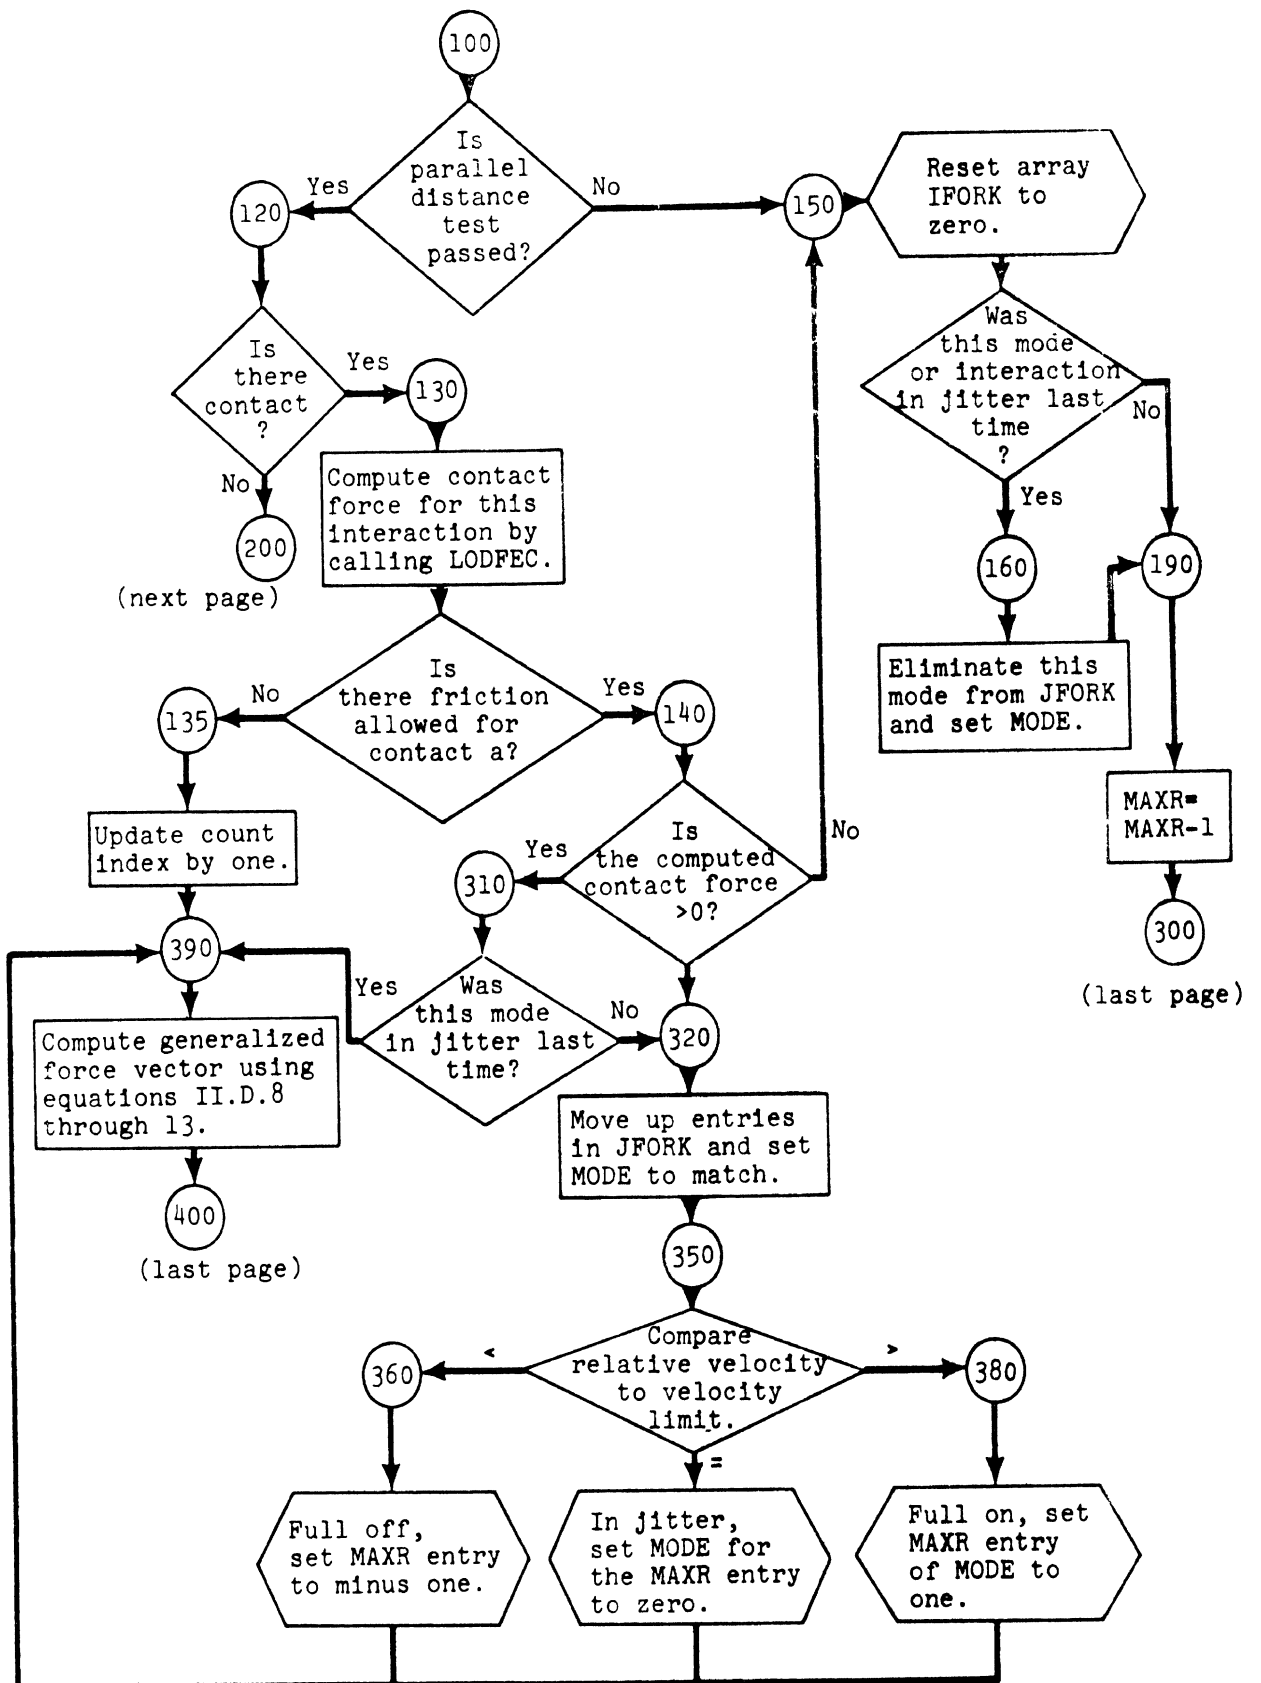 100
Is
parallel
distance
test
passed?
Yes
No
120
150
Reset array
IFORK to
zero.
Is
there
contact
?
Yes
130
No
200
(next page)
Was
this mode
or interaction
in jitter last
time
?
No
Yes
160
190
Compute contact
force for this
interaction by
calling LODFEC.
Eliminate this
mode from JFORK
and set MODE.
Is
there friction
allowed for
contact a?
No
Yes
135
140
MAXR=
MAXR-1
300
(last page)
Update count
index by one.
Is
the computed
contact force
>0?
Yes
No
310
390
Was
this mode
in jitter last
time?
Yes
No
320
Compute generalized
force vector using
equations II.D.8
through 13.
400
(last page)
Move up entries
in JFORK and set
MODE to match.
350
Compare
relative velocity
to velocity
limit.
<
>
=
360
380
Full off,
set MAXR entry
to minus one.
In jitter,
set MODE for
the MAXR entry
to zero.
Full on, set
MAXR entry
of MODE to
one.